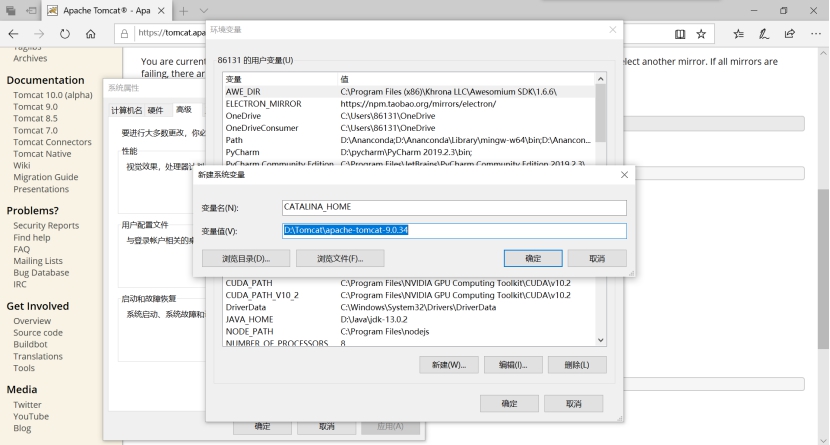 Apache Tomcat® - Apa
https://tomcat.apa
Taglibs
Archives
Documentation
Tomcat 10.0 (alpha)
Tomcat 9.0
Tomcat 8.5
Tomcat 7.0
Tomcat Connectors
Tomcat Native
Wiki
Migration Guide
Presentations
Problems?
Security Reports
Find help
FAQ
Mailing Lists
Bug Database
IRC
Get Involved
Overview
Source code
Buildbot
Translations
Tools
Media
Twitter
YouTube
Blog
You are current
failing, there ar
elect another mirror. If all mirrors are
系统属性
计算机名 硬件 高级
要进行大多数更改，你必
性能
视觉效果，处理器计划
用户配置文件
与登录帐户相关的桌
启动和故障恢复
系统启动、系统故障和
确定 取消 应用(A)
环境变量
86131 的用户变量(U)
变量 值
AWE_DIR C:\Program Files (x86)\Khrona LLC\Awesomium SDK\1.6.6\
ELECTRON_MIRROR https://npm.taobao.org/mirrors/electron/
OneDrive C:\Users\86131\OneDrive
OneDriveConsumer C:\Users\86131\OneDrive
Path D:\Anaconda;D:\Anaconda\Library\mingw-w64\bin;D:\Anacon...
PyCharm D:\pycharm\PyCharm 2019.2.3\bin;
PyCharm Community Edition C:\Program Files\JetBrains\PyCharm Community Edition 2019.2.3\
新建系统变量
变量名(N): CATALINA_HOME
变量值(V): D:\Tomcat\apache-tomcat-9.0.34
浏览目录(D)... 浏览文件(F)... 确定 取消
CUDA_PATH C:\Program Files\NVIDIA GPU Computing Toolkit\CUDA\v10.2
CUDA_PATH_V10_2 C:\Program Files\NVIDIA GPU Computing Toolkit\CUDA\v10.2
DriverData C:\Windows\System32\Drivers\DriverData
JAVA_HOME D:\Java\jdk-13.0.2
NODE_PATH C:\Program Files\nodejs
NUMBER_OF_PROCESSORS 8
新建(W)... 编辑(I)... 删除(L)
确定 取消